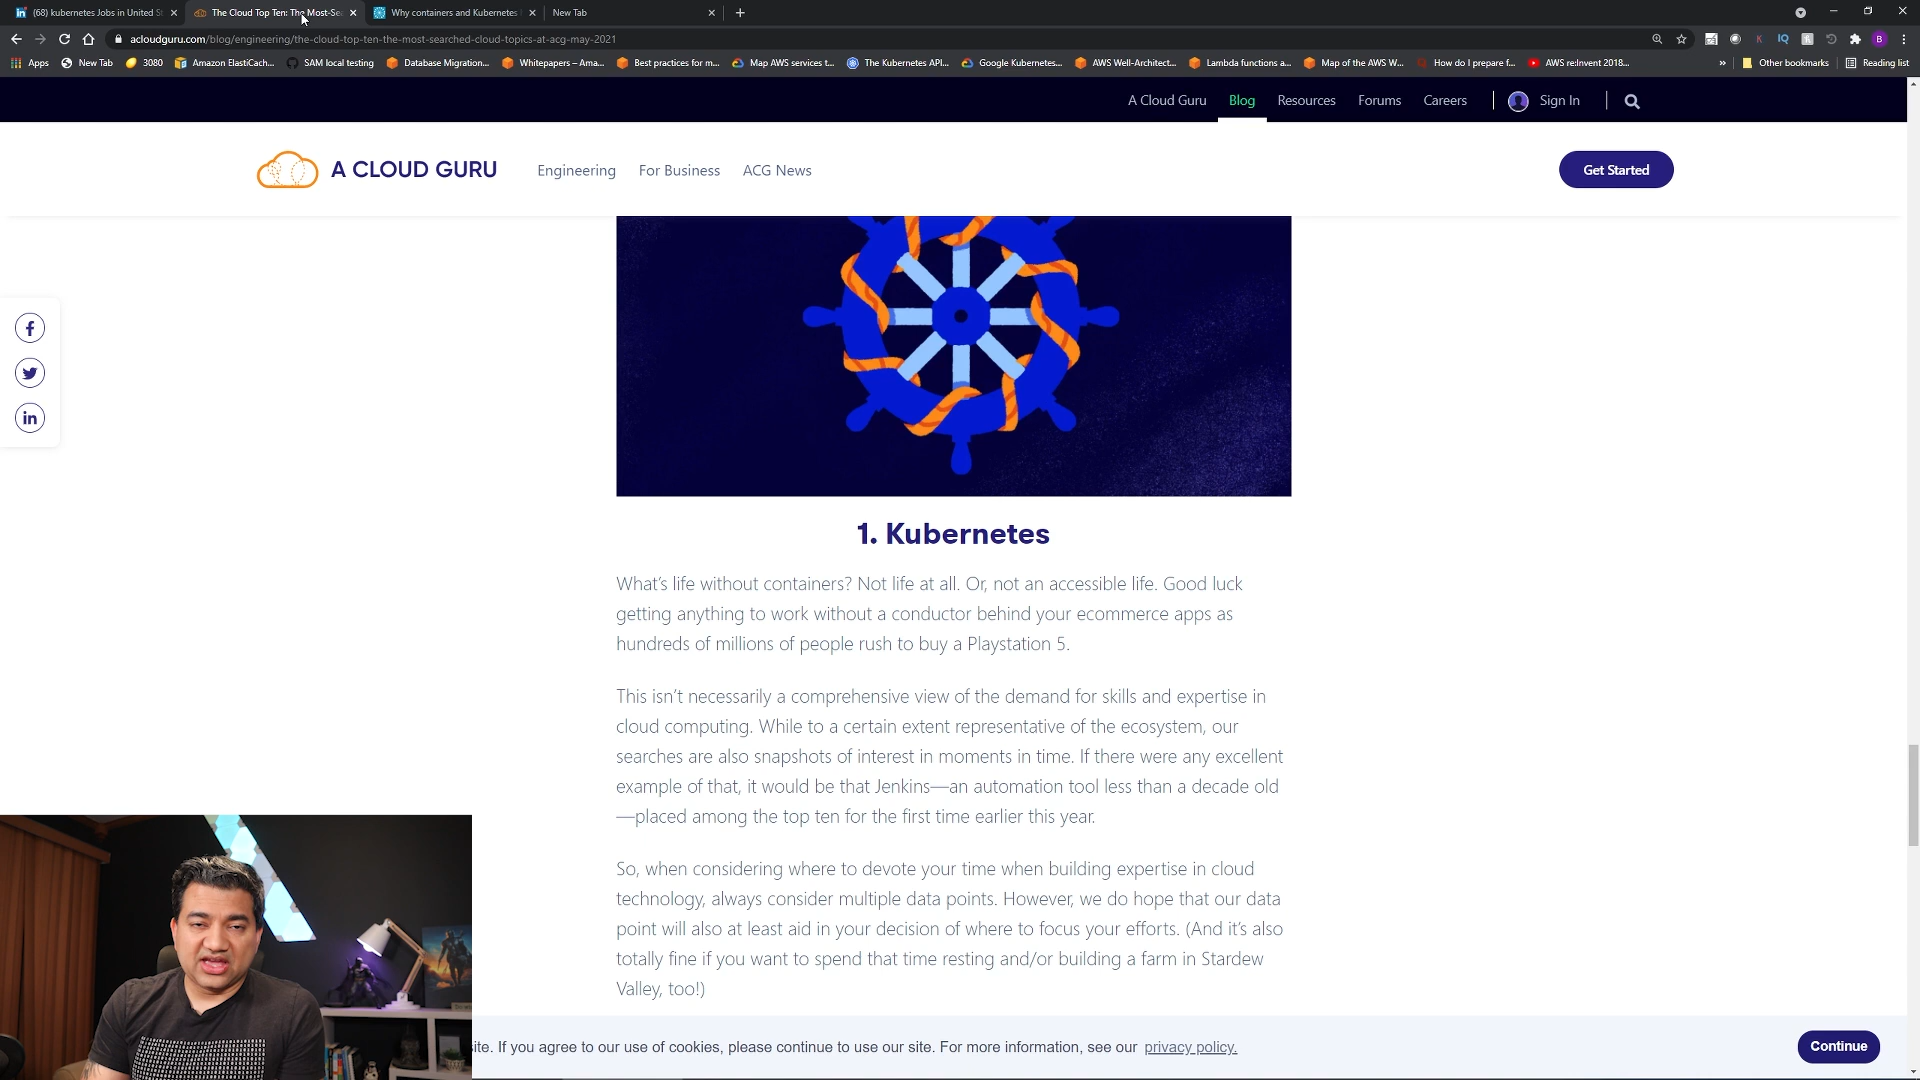 (68) kubernetes Jobs in United S
The Cloud Top Ten: The Most-Sea
Why containers and Kubernetes
New Tab
acloudguru.com/blog/engineering/the-cloud-top-ten-the-most-searched-cloud-topics-at-acg-may-2021
Apps
New Tab
3080
Amazon ElastiCach...
SAM local testing
Database Migration...
Whitepapers – Ama...
Best practices for m...
Map AWS services t...
The Kubernetes API...
Google Kubernetes...
AWS Well-Architect...
Lambda functions a...
Map of the AWS W...
How do I prepare f...
AWS re:Invent 2018...
»
Other bookmarks
Reading list
A Cloud Guru
Blog
Resources
Forums
Careers
Sign In
A CLOUD GURU
Engineering
For Business
ACG News
Get Started
1. Kubernetes
What's life without containers? Not life at all. Or, not an accessible life. Good luck
getting anything to work without a conductor behind your ecommerce apps as
hundreds of millions of people rush to buy a Playstation 5.
This isn't necessarily a comprehensive view of the demand for skills and expertise in
cloud computing. While to a certain extent representative of the ecosystem, our
searches are also snapshots of interest in moments in time. If there were any excellent
example of that, it would be that Jenkins—an automation tool less than a decade old
—placed among the top ten for the first time earlier this year.
So, when considering where to devote your time when building expertise in cloud
technology, always consider multiple data points. However, we do hope that our data
point will also at least aid in your decision of where to focus your efforts. (And it's also
totally fine if you want to spend that time resting and/or building a farm in Stardew
Valley, too!)
ite. If you agree to our use of cookies, please continue to use our site. For more information, see our privacy policy.
Continue